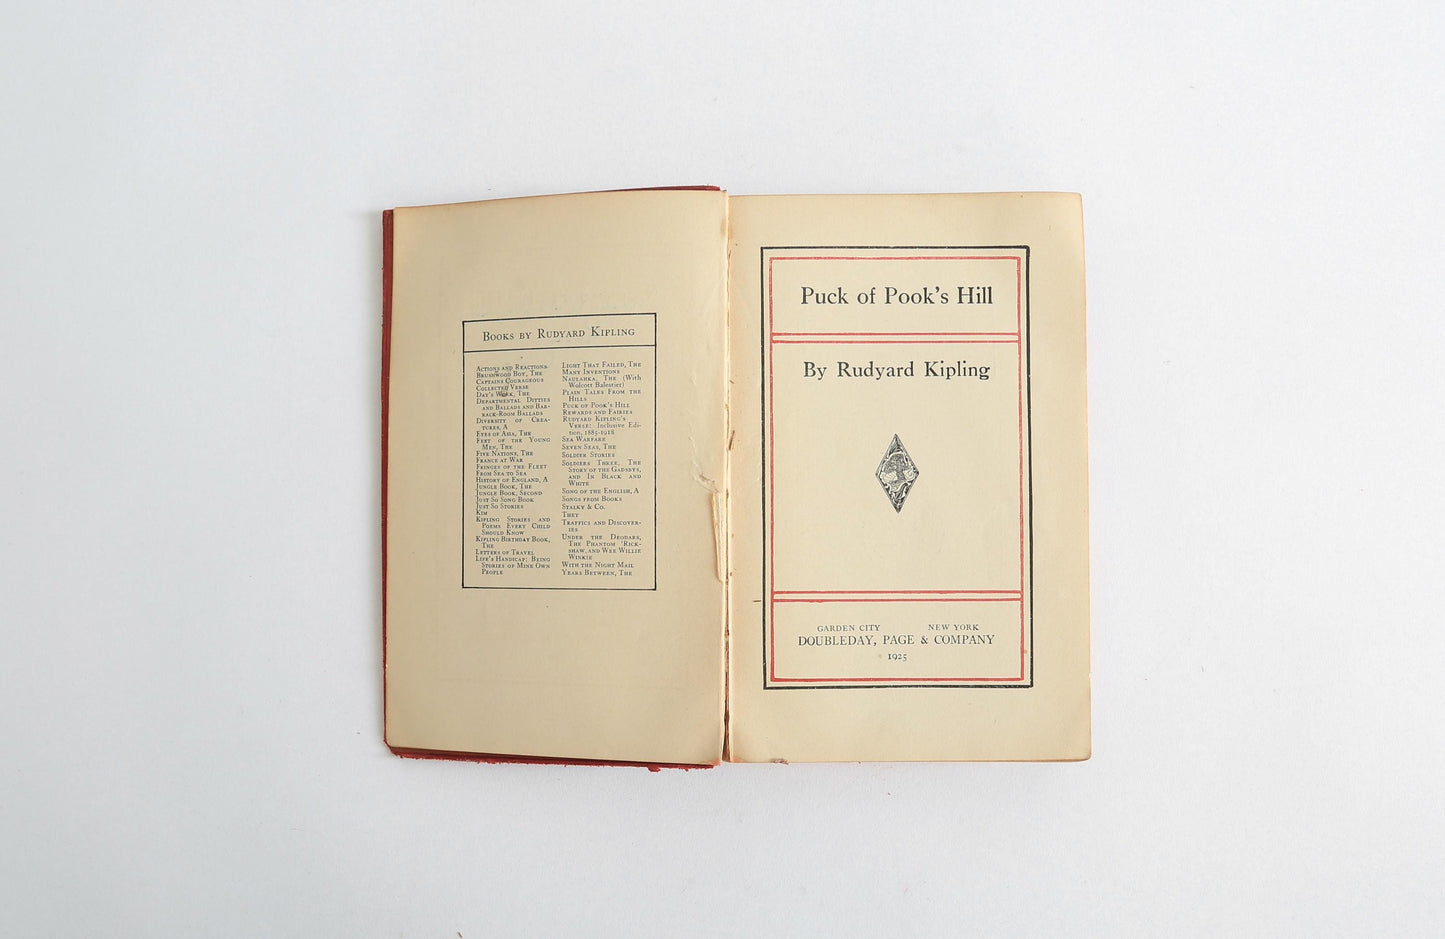 Books by Rudyard Kipling
Actions and Reactions
Brushwood Boy, The
Captains Courageous
Collected Verse
Day's Work, The
Departmental Ditties
and Ballads and Bar-
rack-Room Ballads
Diversity of Crea-
tures, A
Eyes of Asia, The
Feet of the Young
Men, The
Five Nations, The
France at War
Fringes of the Fleet
From Sea to Sea
History of England, A
Jungle Book, The
Jungle Book, Second
Just So Song Book
Just So Stories
Kim
Kipling Stories and
Poems Every Child
Should Know
Kipling Birthday Book,
The
Letters of Travel
Life's Handicap: Being
Stories of Mine Own
People
Light That Failed, The
Many Inventions
Naulahka, The (With
Wolcott Balestier)
Plain Tales From the
Hills
Puck of Pook's Hill
Rewards and Fairies
Rudyard Kipling's
Verse: Inclusive Edi-
tion, 1885-1918
Sea Warfare
Seven Seas, The
Soldier Stories
Soldiers Three, The
Story of the Gadsbys,
and In Black and
White
Song of the English, A
Songs from Books
Stalky & Co.
They
Traffics and Discover-
ies
Under the Deodars,
The Phantom 'Rick-
shaw, and Wee Willie
Winkie
With the Night Mail
Years Between, The
Puck of Pook's Hill
By Rudyard Kipling
GARDEN CITY NEW YORK
DOUBLEDAY, PAGE & COMPANY
1925